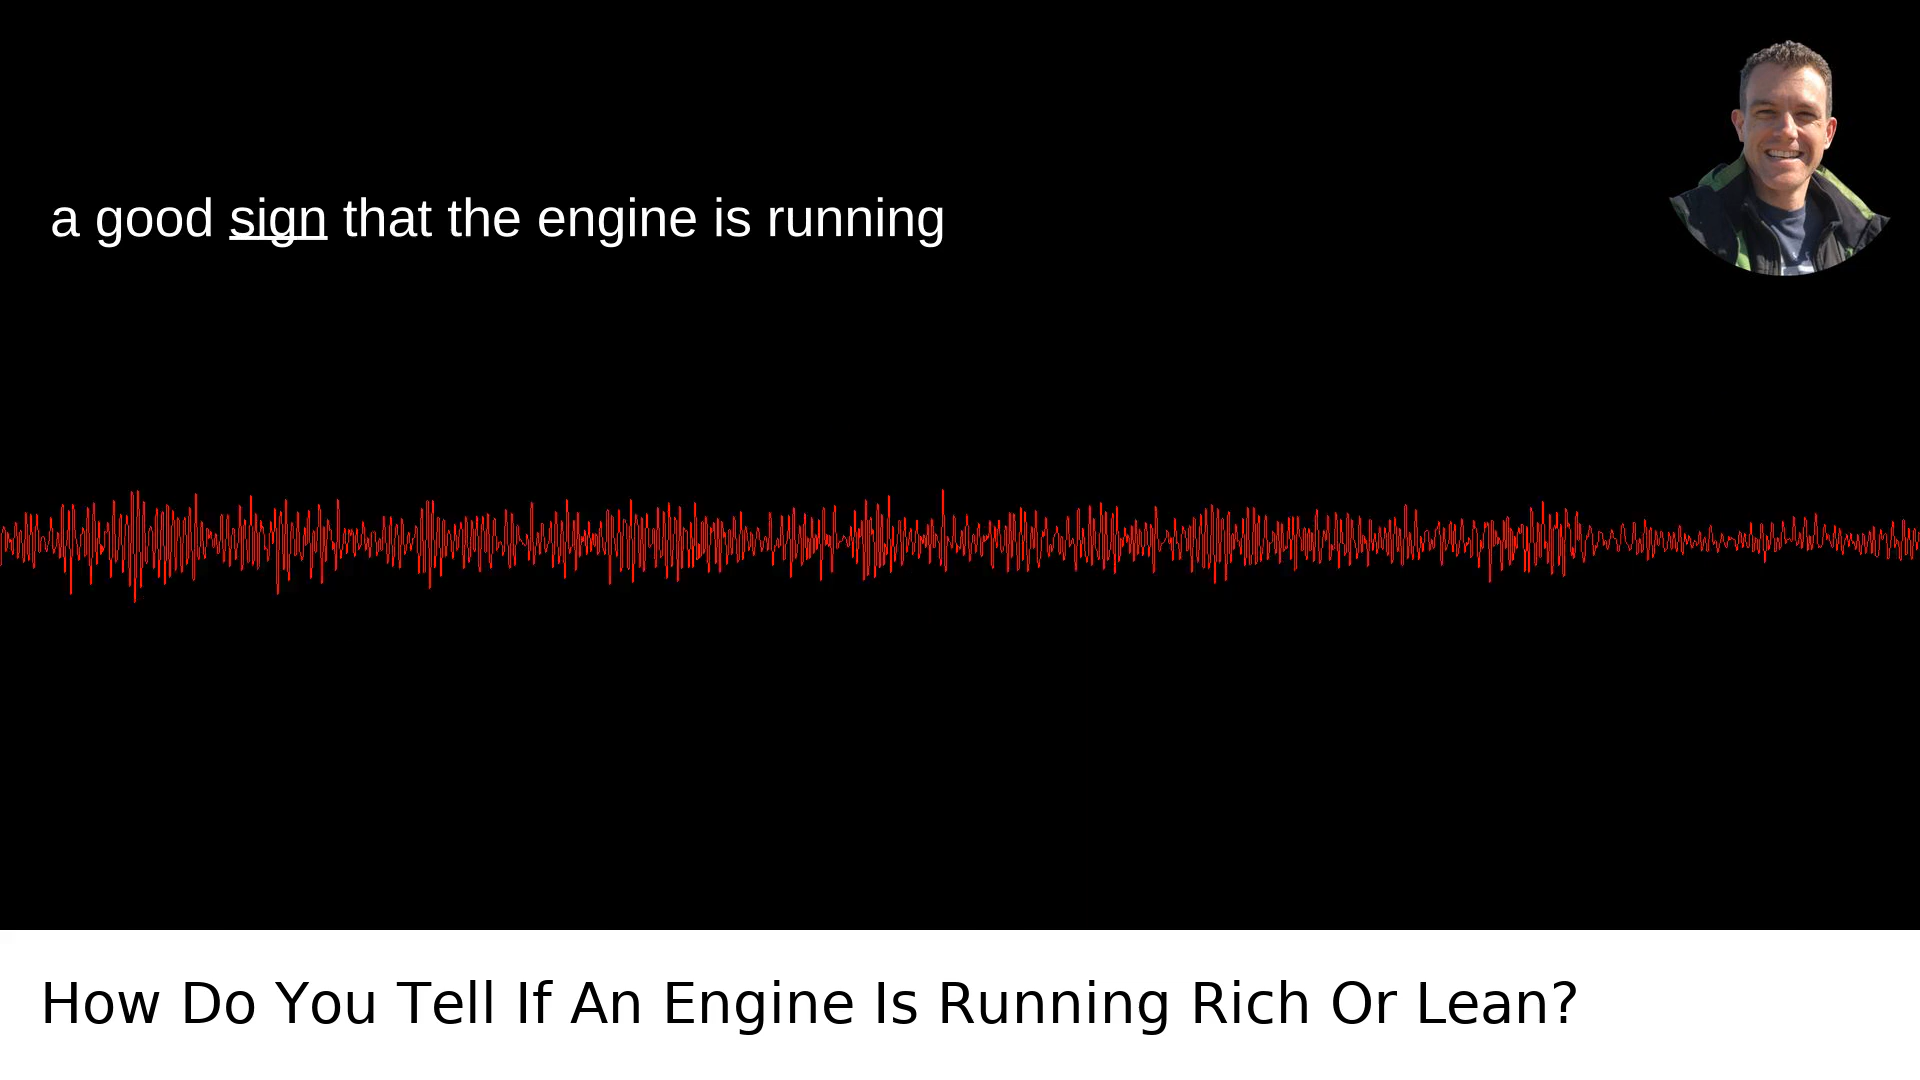 a good sign that the engine is running
How Do You Tell If An Engine Is Running Rich Or Lean?